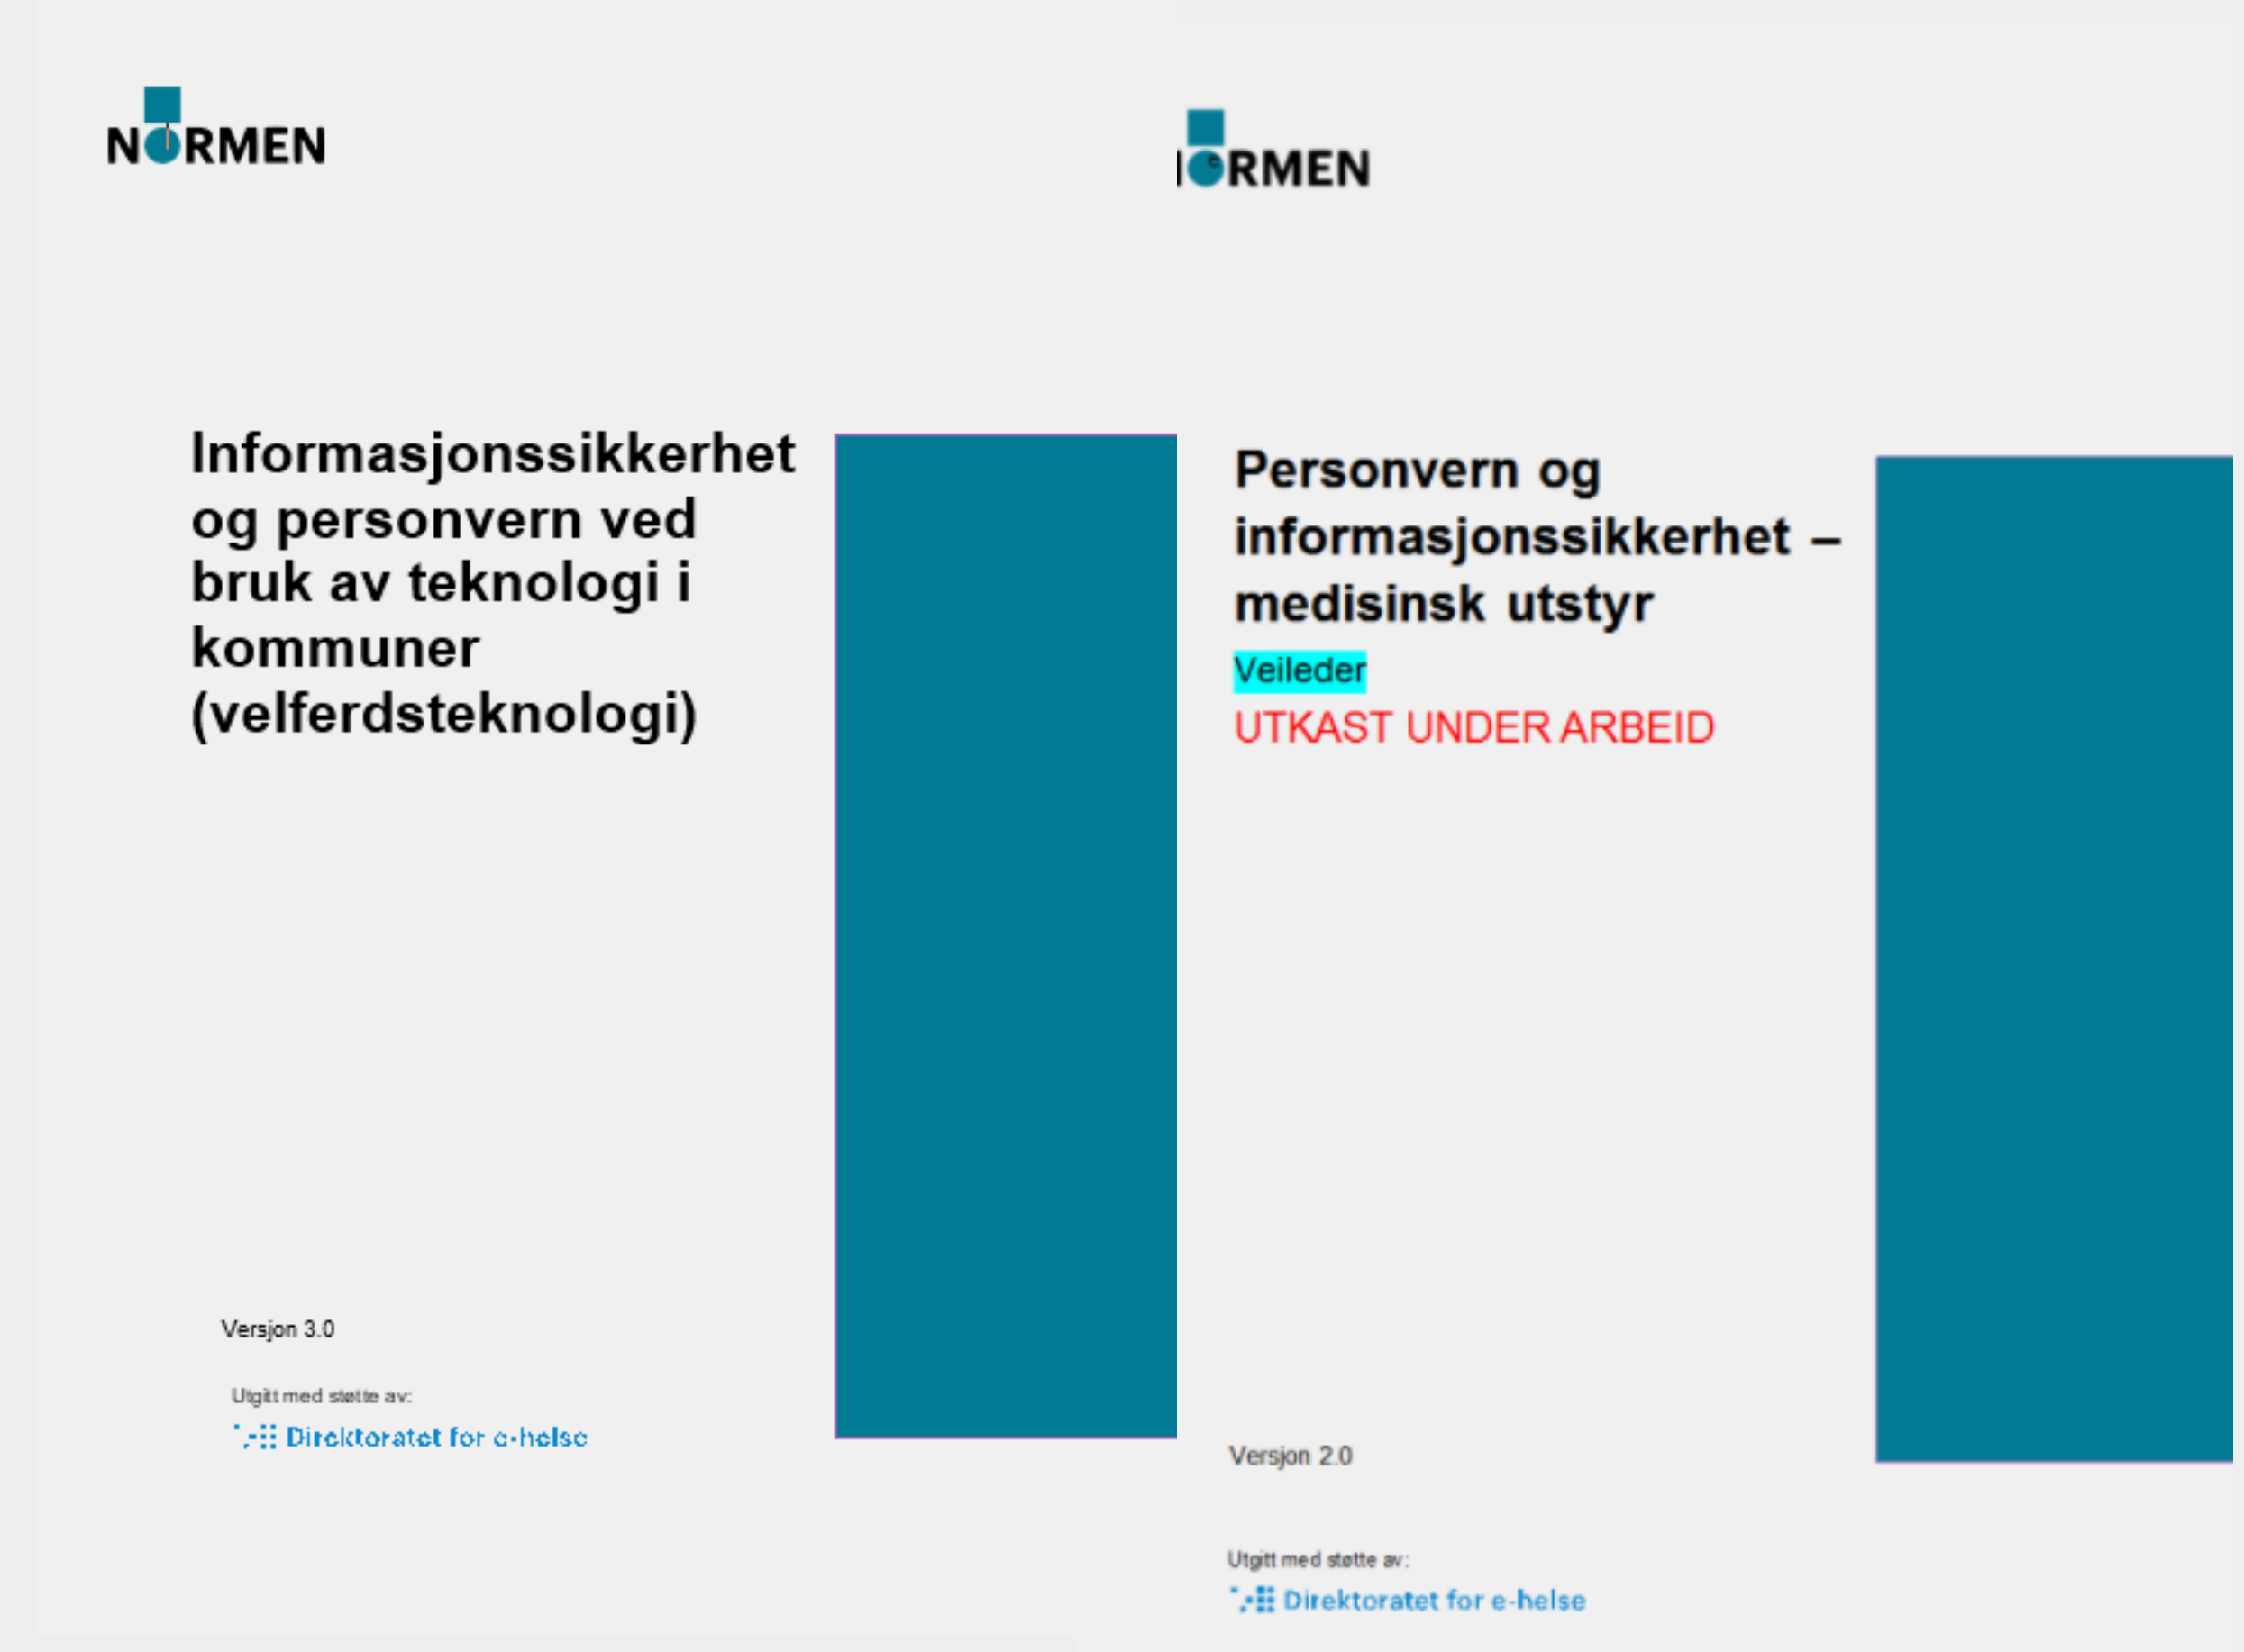 NORMEN
Informasjonssikkerhet
og personvern ved
bruk av teknologi i
kommuner
(velferdsteknologi)
Versjon 3.0
Utgitt med støtte av:
Direktoratet for e-helse
NORMEN
Personvern og
informasjonssikkerhet –
medisinsk utstyr
Veileder
UTKAST UNDER ARBEID
Versjon 2.0
Utgitt med støtte av:
Direktoratet for e-helse